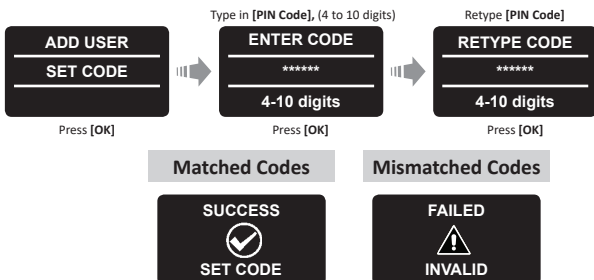 Type in [PIN Code], (4 to 10 digits)
Retype [PIN Code]
ADD USER
SET CODE
ENTER CODE
******
4-10 digits
RETYPE CODE
******
4-10 digits
Press [OK]
Press [OK]
Press [OK]
Matched Codes
Mismatched Codes
SUCCESS
SET CODE
FAILED
INVALID